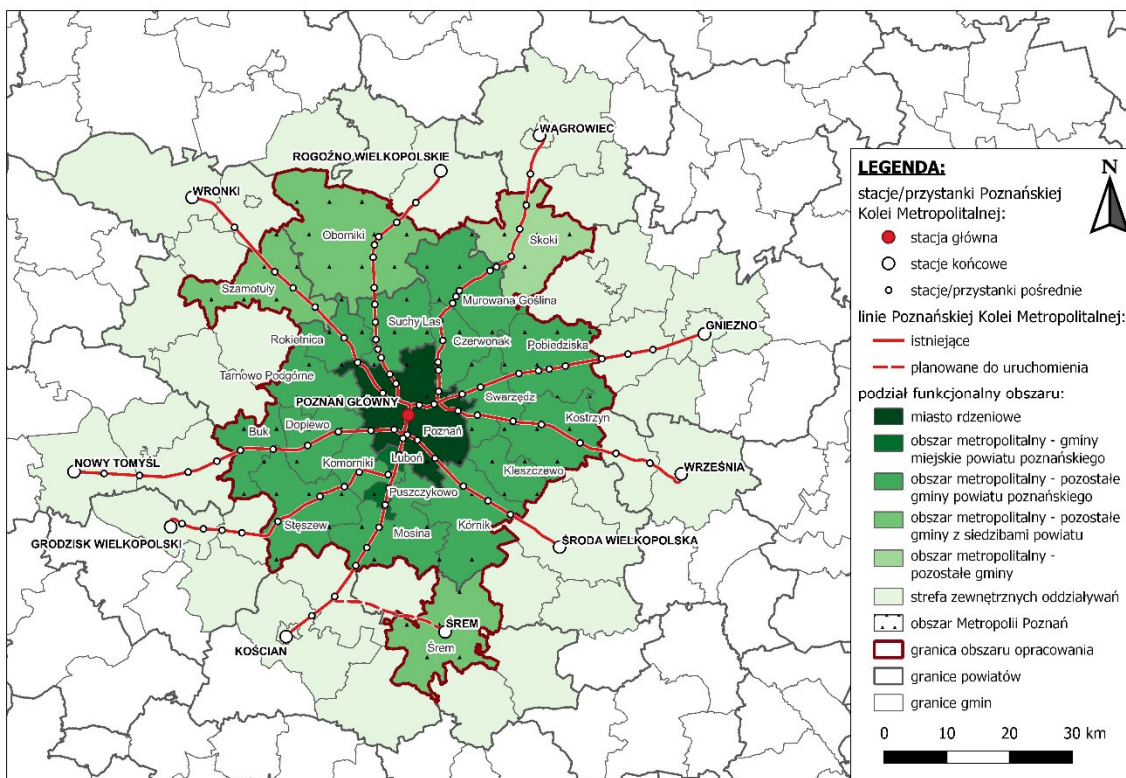 WĄGROWIEC
ROGOŹNO WIELKOPOLSKIE
WRONKI
Oborniki
Skoki
Szamotuły
Murowana Goślina
Suchy Las
Rokietnica
Czerwonak
Pobiedziska
GNIEZNO
Tarnowo Podgórne
Swarzędz
POZNAŃ GŁÓWNY
Kostrzyn
Buk
Dopiewo
Poznań
Luboń
Komorniki
Kleszczewo
NOWY TOMYŚL
WRZEŚNIA
Puszczykowo
Stęszew
Mosina
Kórnik
GRODZISK WIELKOPOLSKI
ŚRODA WIELKOPOLSKA
ŚREM
KOŚCIAN
Śrem
LEGENDA:
N
stacje/przystanki Poznańskiej
Kolei Metropolitalnej:
stacja główna
stacje końcowe
stacje/przystanki pośrednie
linie Poznańskiej Kolei Metropolitalnej:
istniejące
planowane do uruchomienia
podział funkcjonalny obszaru:
miasto rdzeniowe
obszar metropolitalny - gminy
miejskie powiatu poznańskiego
obszar metropolitalny - pozostałe
gminy powiatu poznańskiego
obszar metropolitalny - pozostałe
gminy z siedzibami powiatu
obszar metropolitalny -
pozostałe gminy
strefa zewnętrznych oddziaływań
obszar Metropolii Poznań
granica obszaru opracowania
granice powiatów
granice gmin
0 10 20 30 km